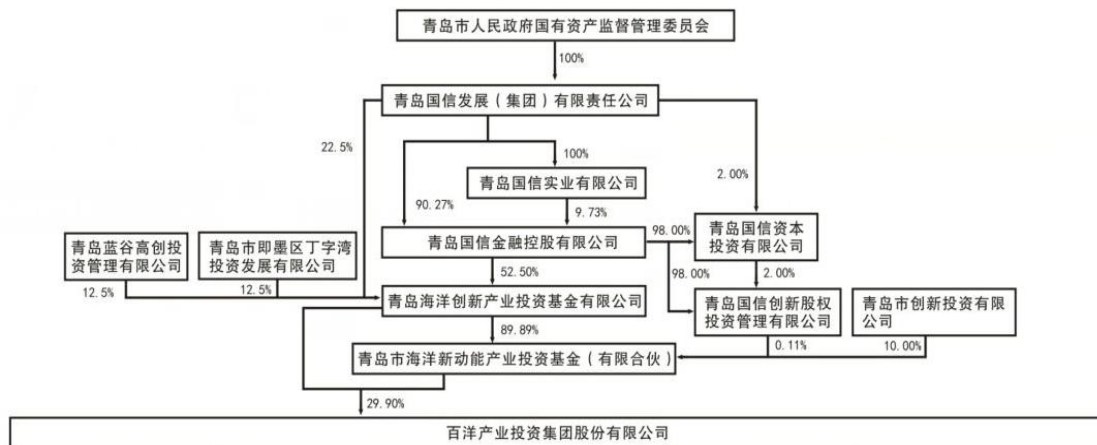 青岛市人民政府国有资产监督管理委员会
100%
青岛国信发展（集团）有限责任公司
22.5%
100%
2.00%
青岛国信实业有限公司
90.27%
9.73%
青岛蓝谷高创投
资管理有限公司
青岛市即墨区丁字湾
投资发展有限公司
青岛国信金融控股有限公司
98.00%
青岛国信资本
投资有限公司
52.50%
98.00%
2.00%
12.5%
12.5%
青岛海洋创新产业投资基金有限公司
青岛国信创新股权
投资管理有限公司
青岛市创新投资有限
公司
89.89%
0.11%
10.00%
青岛市海洋新动能产业投资基金（有限合伙）
29.90%
百洋产业投资集团股份有限公司